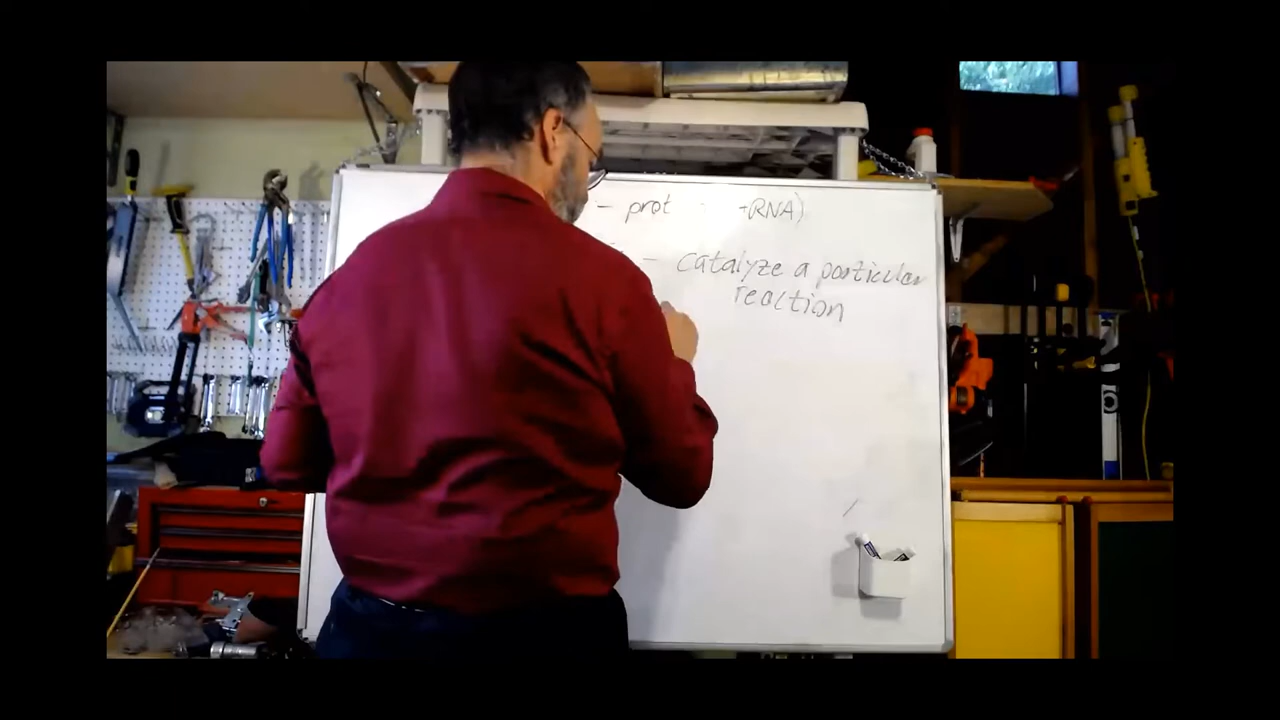 – prot +RNA)
– catalyze a particular
reaction